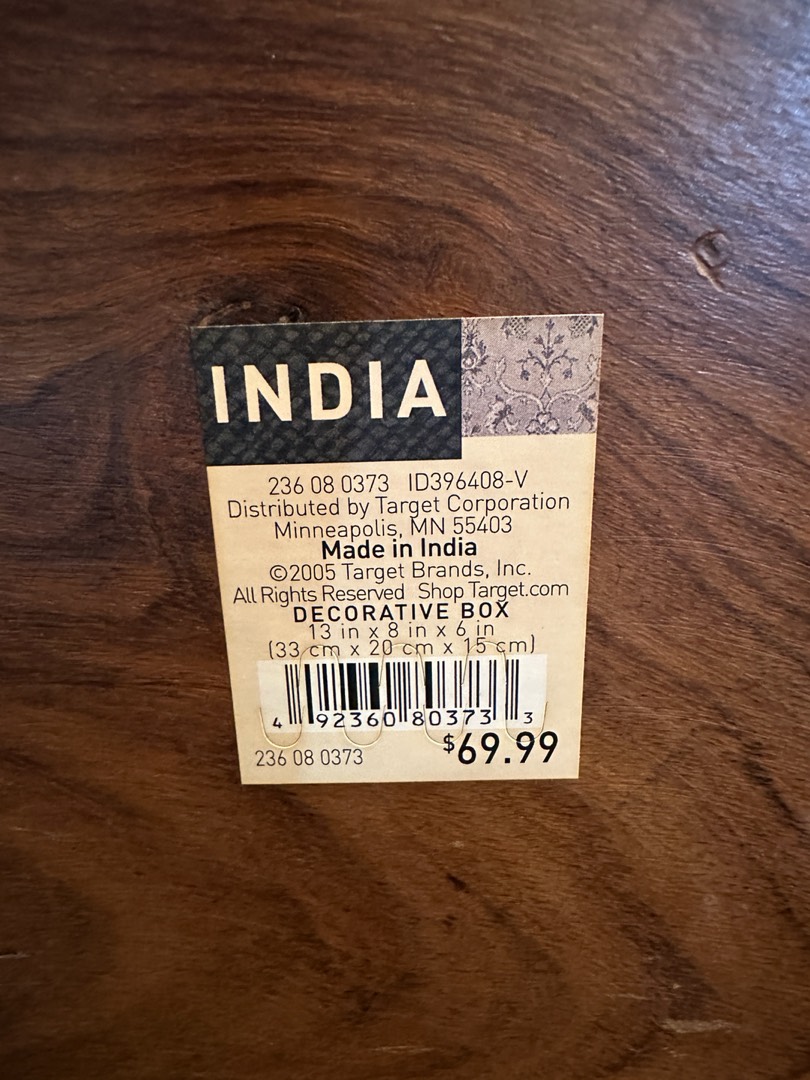 INDIA
236 08 0373 ID396408-V
Distributed by Target Corporation
Minneapolis, MN 55403
Made in India
©2005 Target Brands, Inc.
All Rights Reserved Shop Target.com
DECORATIVE BOX
13 in x 8 in x 6 in
(33 cm x 20 cm x 15 cm)
4 92360 80373 3
236 08 0373 $69.99